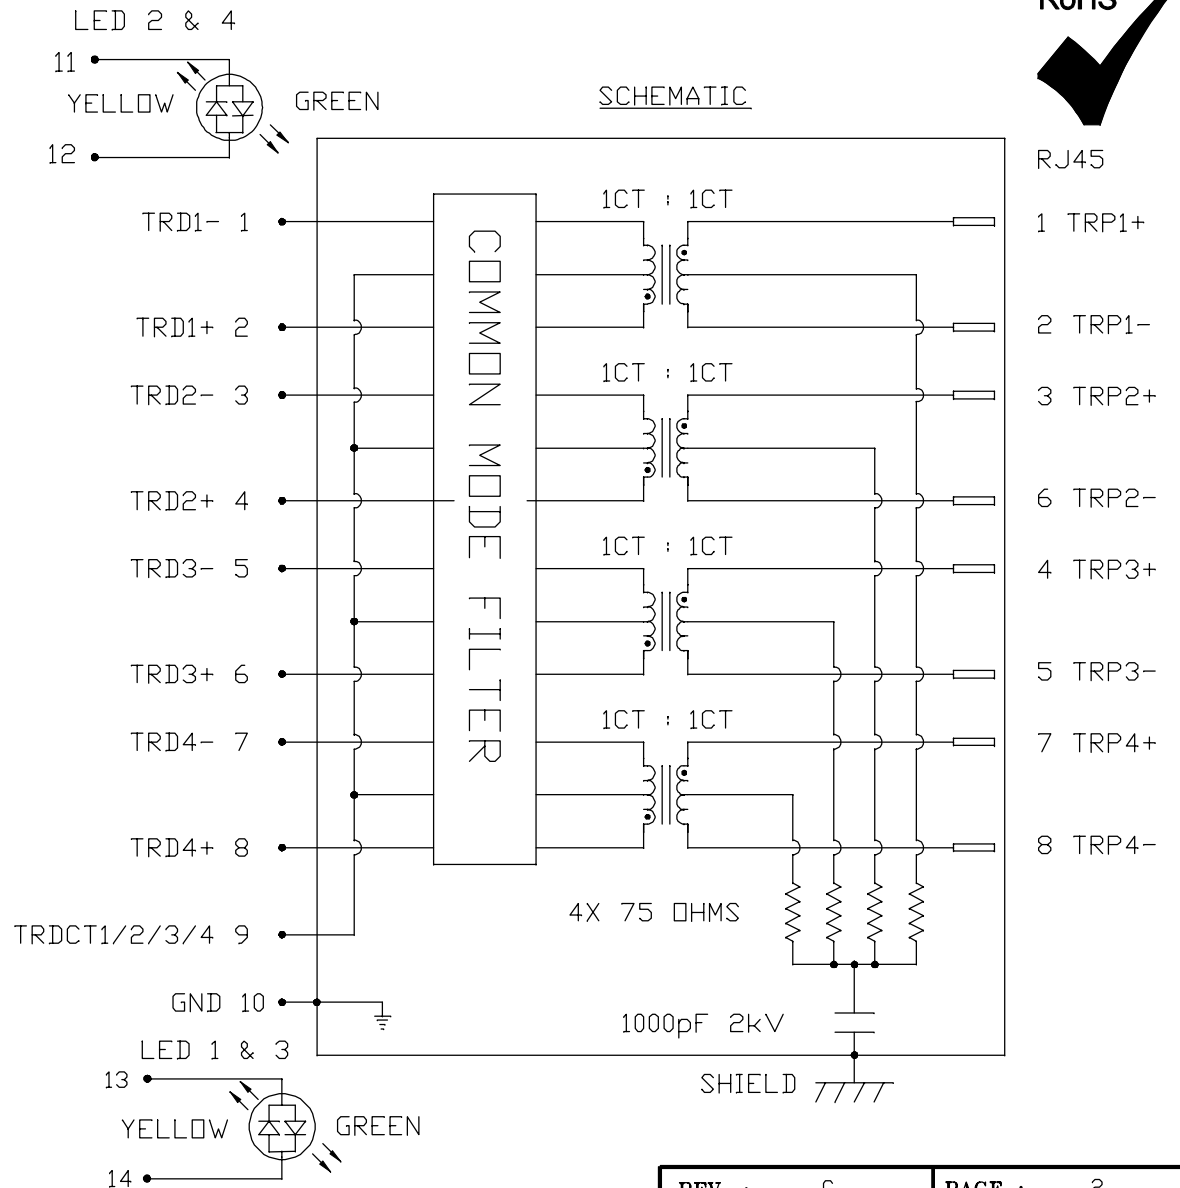 RoHS
LED 2 & 4
11
YELLOW
GREEN
12
SCHEMATIC
RJ45
1CT : 1CT
TRD1- 1
1 TRP1+
TRD1+ 2
2 TRP1-
1CT : 1CT
TRD2- 3
3 TRP2+
TRD2+ 4
6 TRP2-
1CT : 1CT
TRD3- 5
4 TRP3+
TRD3+ 6
5 TRP3-
1CT : 1CT
TRD4- 7
7 TRP4+
TRD4+ 8
8 TRP4-
COMMON MODE FILTER
4X 75 OHMS
TRDCT1/2/3/4 9
GND 10
1000pF 2kV
SHIELD
LED 1 & 3
13
YELLOW
GREEN
14
REV. :
PAGE :